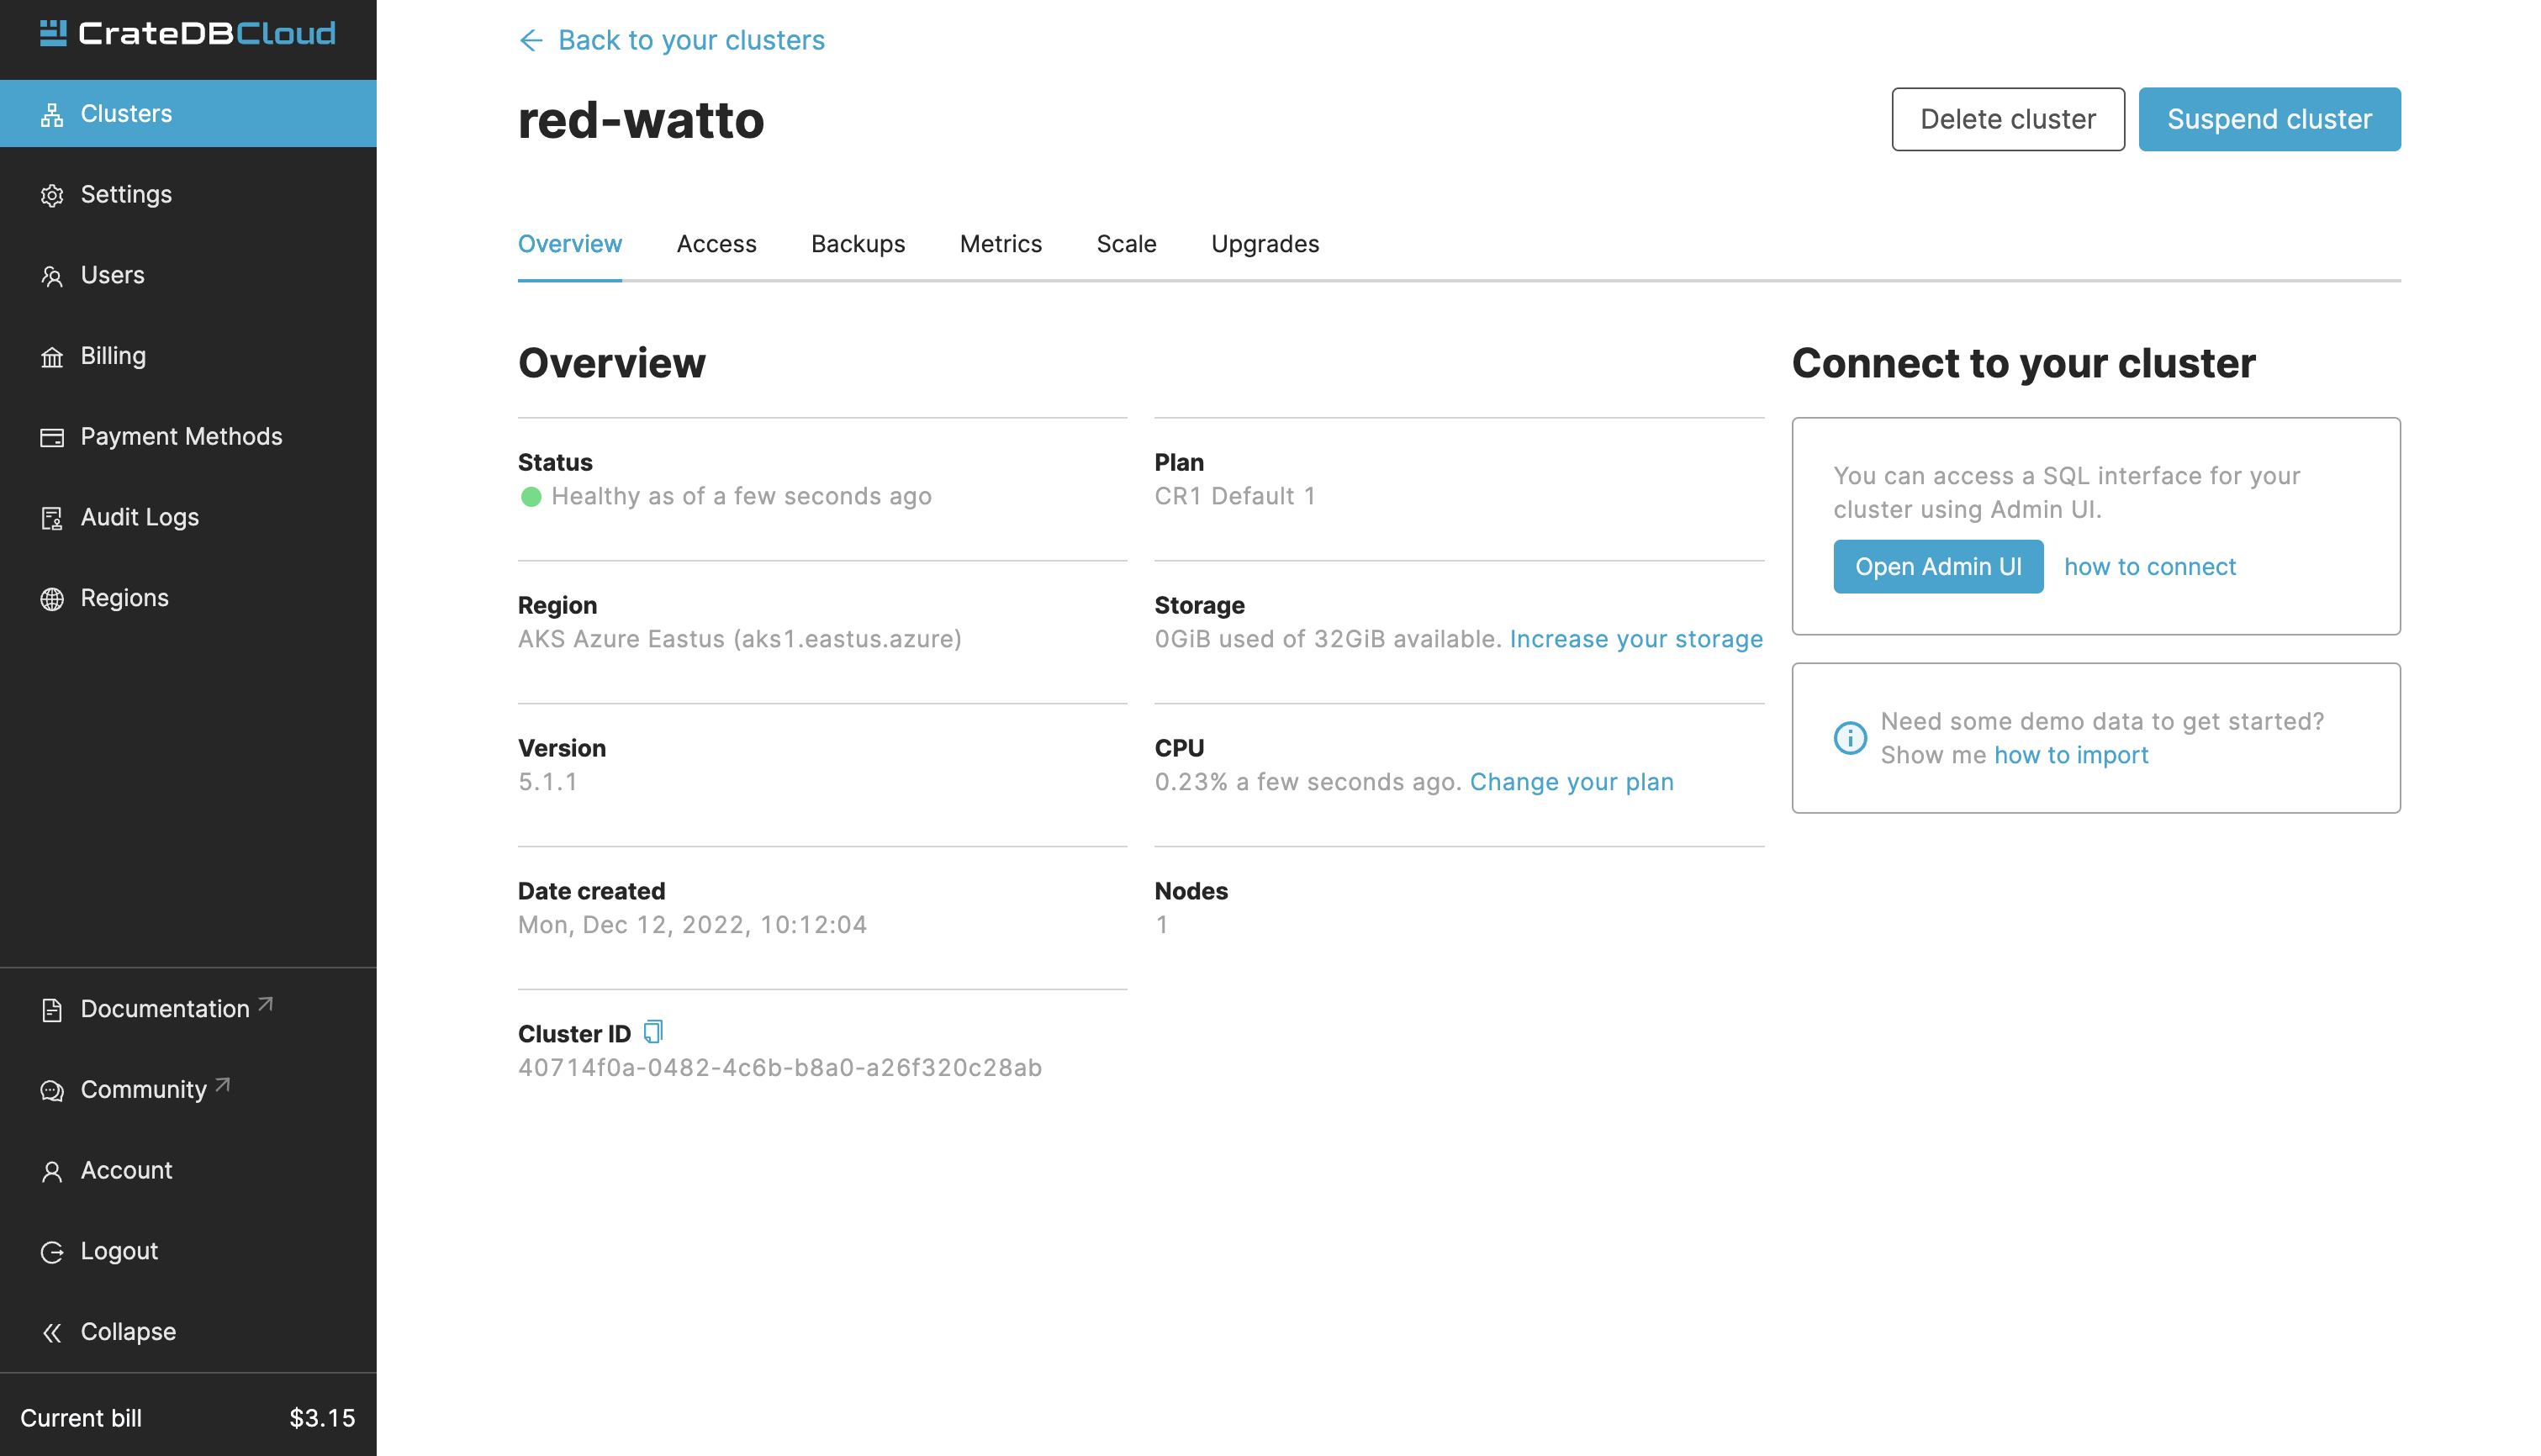 CrateDBCloud
Clusters
Settings
Users
Billing
Payment Methods
Audit Logs
Regions
Documentation
Community
Account
Logout
Collapse
Current bill $3.15
Back to your clusters
red-watto
Delete cluster Suspend cluster
Overview Access Backups Metrics Scale Upgrades
Overview
Status
Healthy as of a few seconds ago
Region
AKS Azure Eastus (aks1.eastus.azure)
Version
5.1.1
Date created
Mon, Dec 12, 2022, 10:12:04
Cluster ID
40714f0a-0482-4c6b-b8a0-a26f320c28ab
Plan
CR1 Default 1
Storage
0GiB used of 32GiB available. Increase your storage
CPU
0.23% a few seconds ago. Change your plan
Nodes
1
Connect to your cluster
You can access a SQL interface for your
cluster using Admin UI.
Open Admin UI how to connect
Need some demo data to get started?
Show me how to import